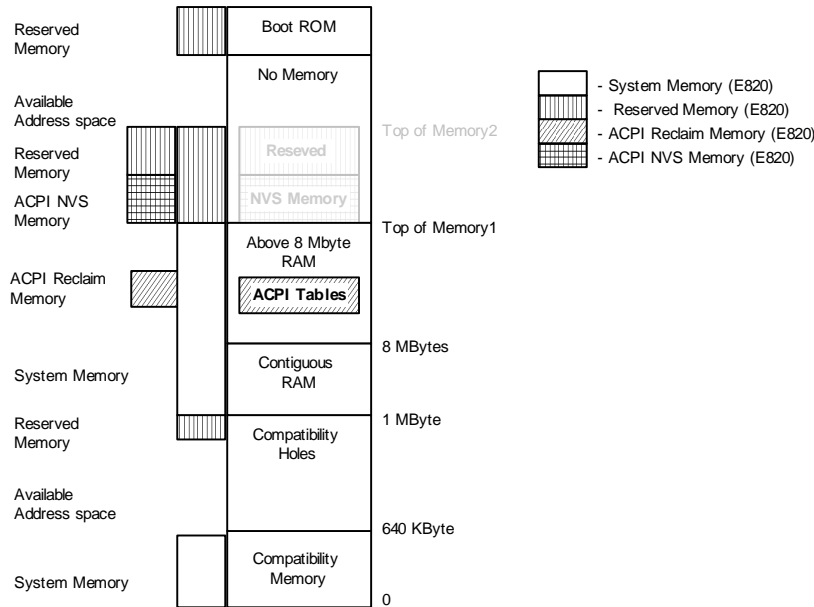 Reserved
Memory
Boot ROM
No Memory
- System Memory (E820)
- Reserved Memory (E820)
- ACPI Reclaim Memory (E820)
- ACPI NVS Memory (E820)
Available
Address space
Top of Memory2
Reserved
Memory
Reseved
ACPI NVS
Memory
NVS Memory
Top of Memory1
Above 8 Mbyte
RAM
ACPI Reclaim
Memory
ACPI Tables
8 MBytes
System Memory
Contiguous
RAM
1 MByte
Reserved
Memory
Compatibility
Holes
Available
Address space
640 KByte
System Memory
Compatibility
Memory
0